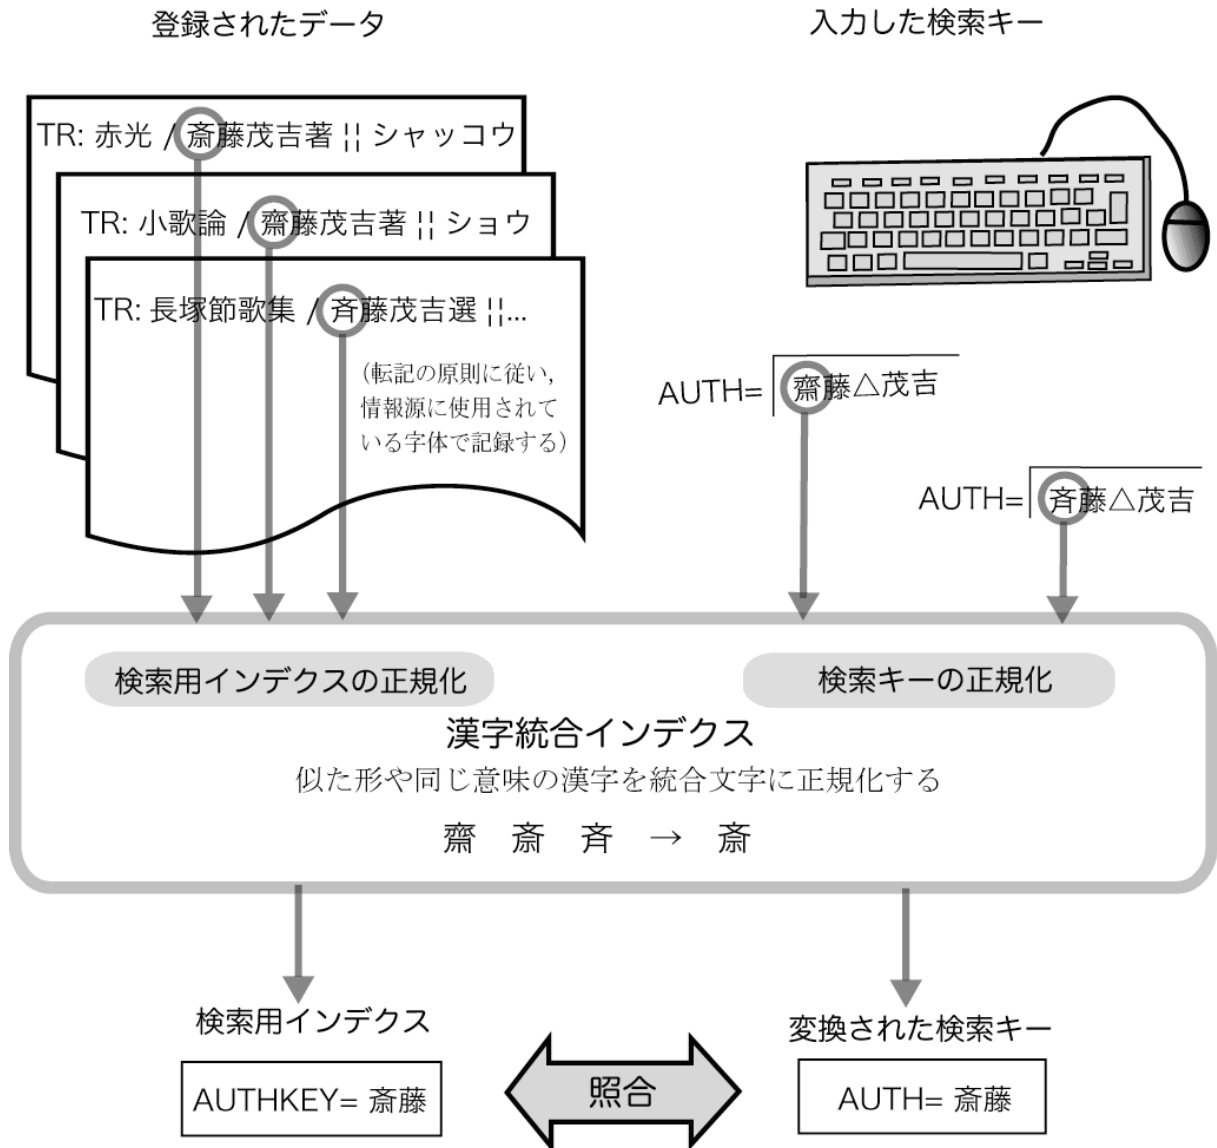 登録されたデータ
入力した検索キー
TR: 赤光 / 斎藤茂吉著 ¦¦ シャッコウ
TR: 小歌論 / 齋藤茂吉著 ¦¦ ショウ
TR: 長塚節歌集 / 斉藤茂吉選 ¦¦...
（転記の原則に従い，
情報源に使用されて
いる字体で記録する）
AUTH= 齋藤△茂吉
AUTH= 斉藤△茂吉
検索用インデクスの正規化
検索キーの正規化
漢字統合インデクス
似た形や同じ意味の漢字を統合文字に正規化する
齋 斎 斉 → 斎
検索用インデクス
変換された検索キー
AUTHKEY= 斎藤
照合
AUTH= 斎藤